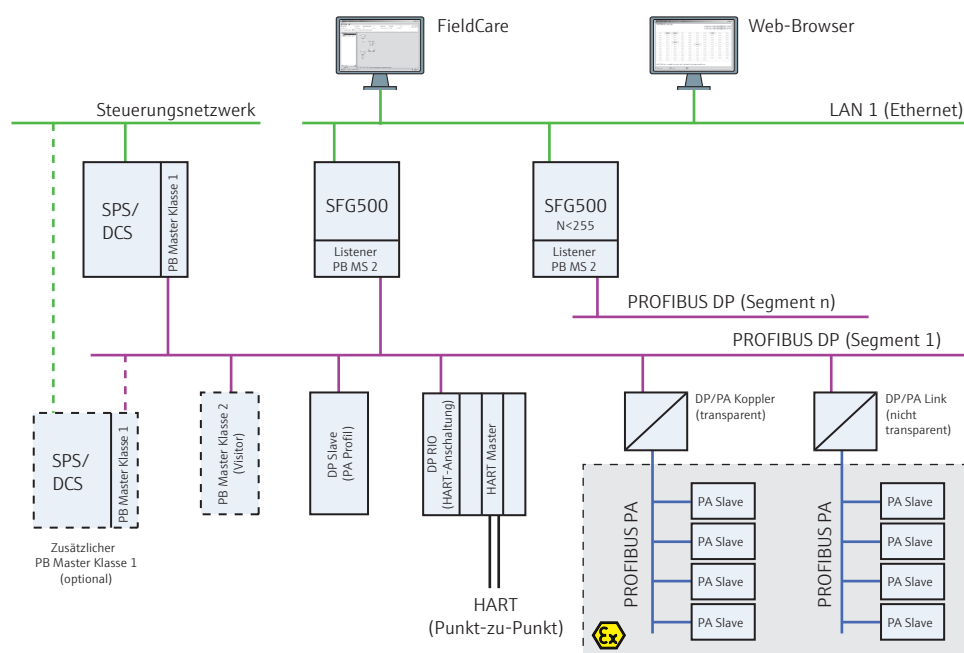 FieldCare
Web-Browser
Steuerungsnetzwerk
LAN 1 (Ethernet)
SPS/
DCS
PB Master Klasse 1
SFG500
Listener
PB MS 2
SFG500
N<255
Listener
PB MS 2
PROFIBUS DP (Segment n)
PROFIBUS DP (Segment 1)
SPS/
DCS
PB Master Klasse 1
Zusätzlicher
PB Master Klasse 1
(optional)
PB Master Klasse 2
(Visitor)
DP Slave
(PA Profil)
DP RIO
(HART-Anschaltung)
HART Master
HART
(Punkt-zu-Punkt)
DP/PA Koppler
(transparent)
DP/PA Link
(nicht
transparent)
PROFIBUS PA
PA Slave
PA Slave
PA Slave
PA Slave
PROFIBUS PA
PA Slave
PA Slave
PA Slave
PA Slave
Ex